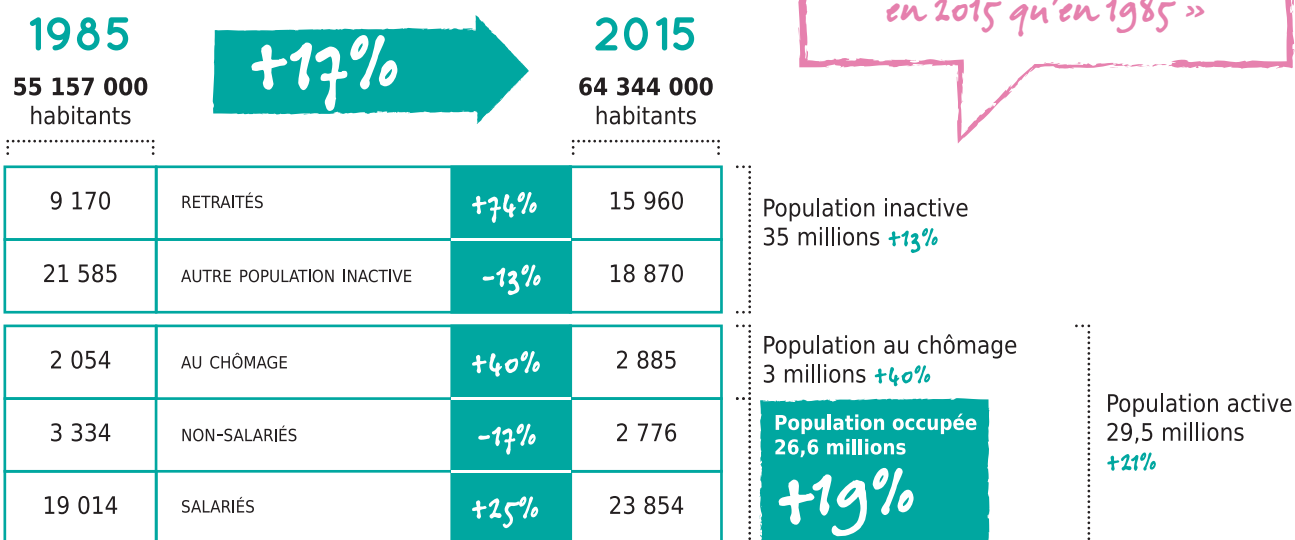 en 2015 qu'en 1985 »
1985
+17%
2015
55 157 000
habitants
64 344 000
habitants
9 170
RETRAITÉS
+74%
15 960
21 585
AUTRE POPULATION INACTIVE
-13%
18 870
Population inactive
35 millions +13%
2 054
AU CHÔMAGE
+40%
2 885
3 334
NON-SALARIÉS
-17%
2 776
19 014
SALARIÉS
+25%
23 854
Population au chômage
3 millions +40%
Population occupée
26,6 millions
+19%
Population active
29,5 millions
+21%